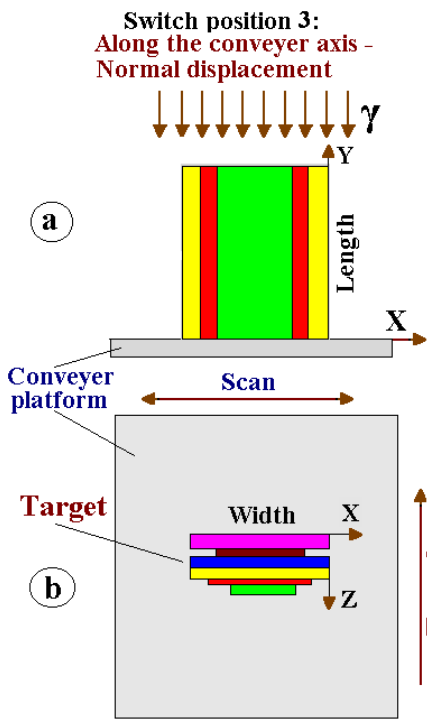 Switch position 3:
Along the conveyer axis -
Normal displacement
γ
Y
a
Length
X
Conveyer
platform
Scan
Target
Width
X
b
Z